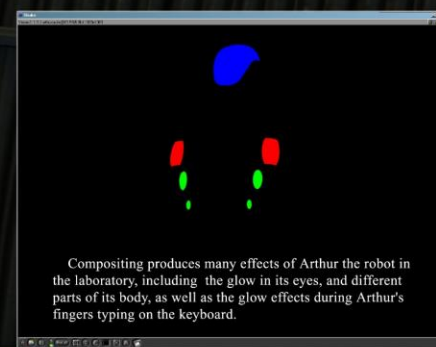 Compositing produces many effects of Arthur the robot in
the laboratory, including the glow in its eyes, and different
parts of its body, as well as the glow effects during Arthur's
fingers typing on the keyboard.